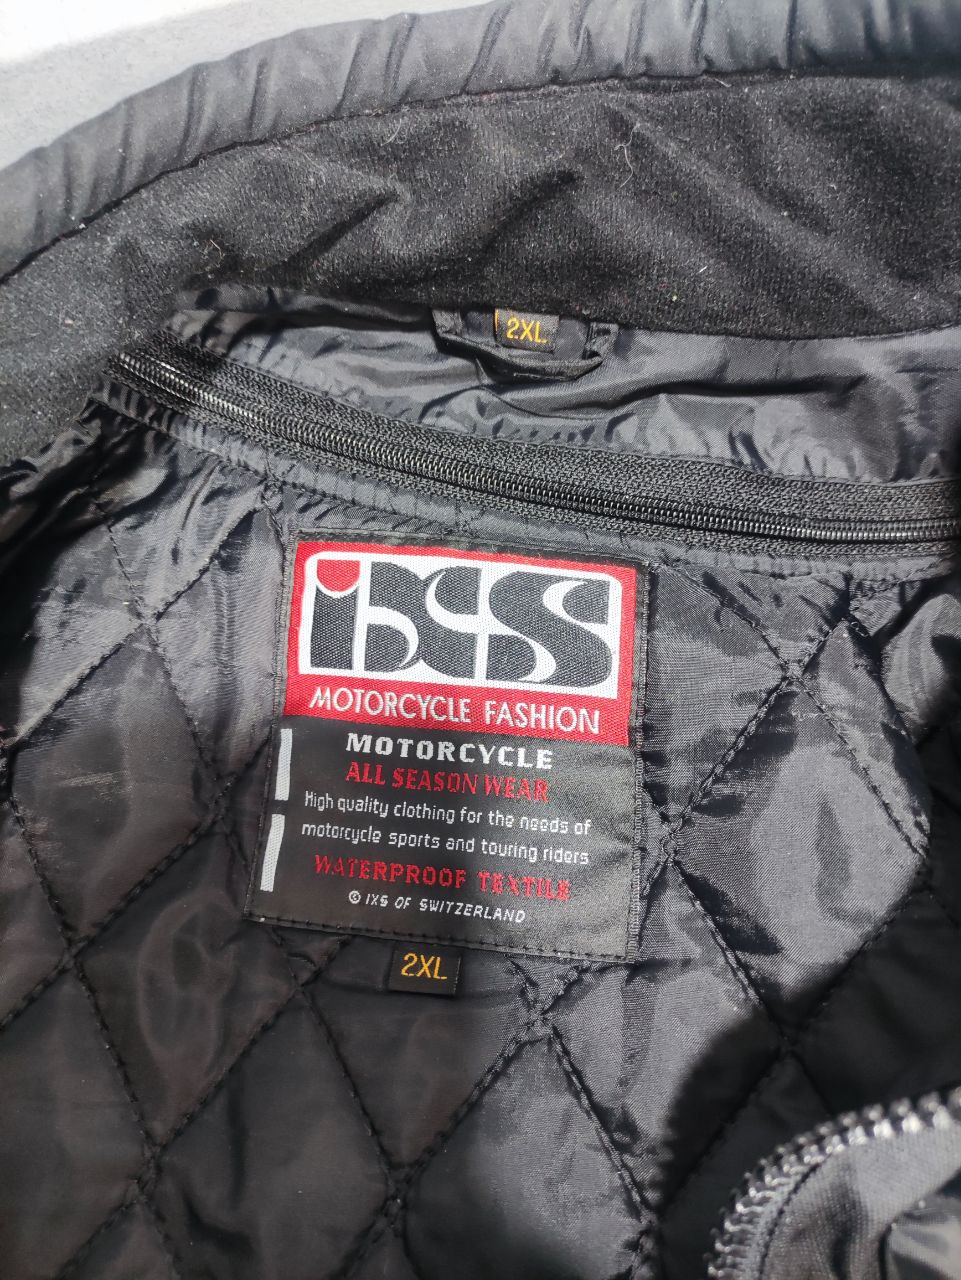 2XL
iXS
MOTORCYCLE FASHION
MOTORCYCLE
ALL SEASON WEAR
High quality clothing for the needs of
motorcycle sports and touring riders
WATERPROOF TEXTILE
© IXS OF SWITZERLAND
2XL